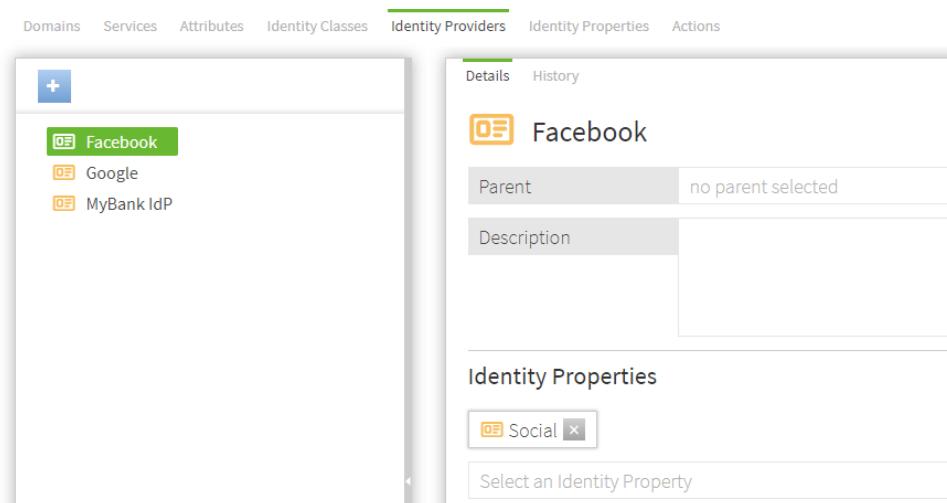 Domains Services Attributes Identity Classes Identity Providers Identity Properties Actions
Facebook
Google
MyBank IdP
Details History
Facebook
Parent no parent selected
Description
Identity Properties
Social
Select an Identity Property